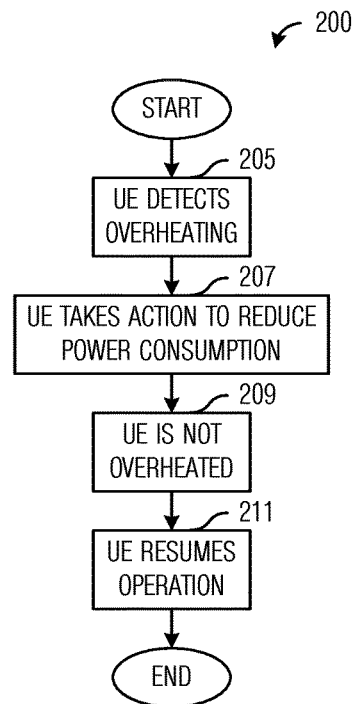 200
START
205
UE DETECTS
OVERHEATING
207
UE TAKES ACTION TO REDUCE
POWER CONSUMPTION
209
UE IS NOT
OVERHEATED
211
UE RESUMES
OPERATION
END